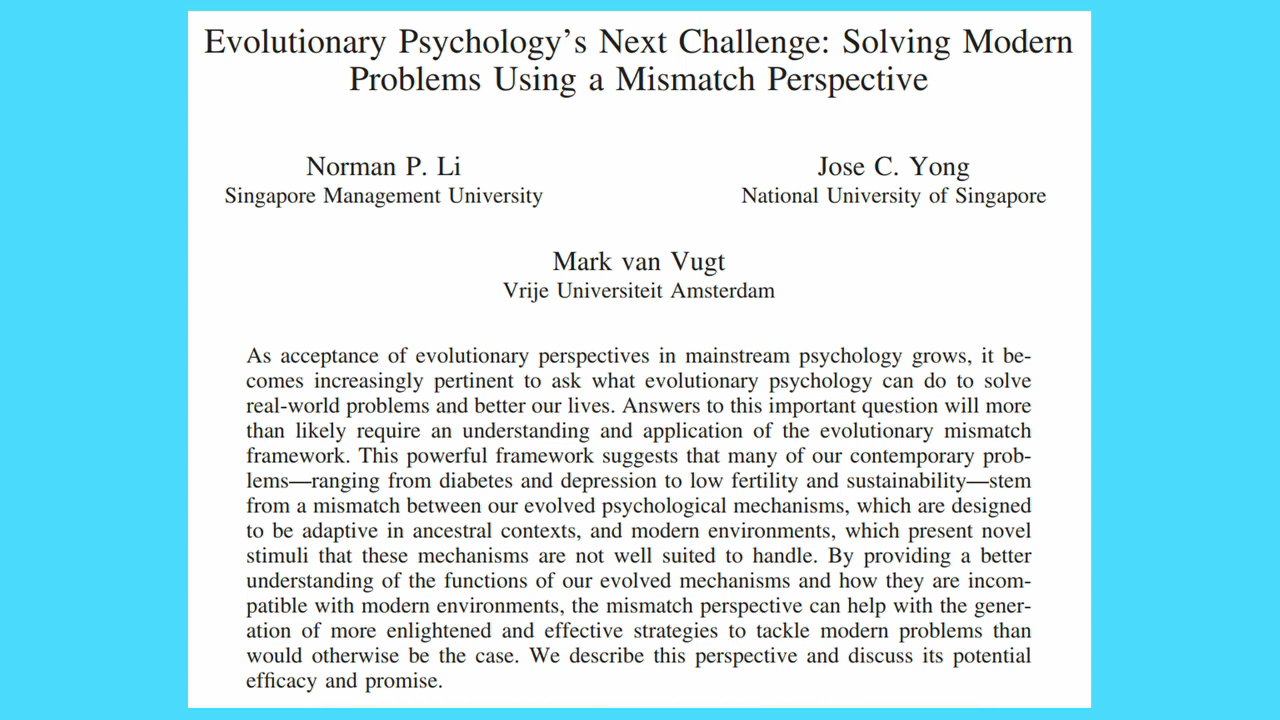 Evolutionary Psychology's Next Challenge: Solving Modern
Problems Using a Mismatch Perspective
Norman P. Li
Singapore Management University
Jose C. Yong
National University of Singapore
Mark van Vugt
Vrije Universiteit Amsterdam
As acceptance of evolutionary perspectives in mainstream psychology grows, it be-
comes increasingly pertinent to ask what evolutionary psychology can do to solve
real-world problems and better our lives. Answers to this important question will more
than likely require an understanding and application of the evolutionary mismatch
framework. This powerful framework suggests that many of our contemporary prob-
lems—ranging from diabetes and depression to low fertility and sustainability—stem
from a mismatch between our evolved psychological mechanisms, which are designed
to be adaptive in ancestral contexts, and modern environments, which present novel
stimuli that these mechanisms are not well suited to handle. By providing a better
understanding of the functions of our evolved mechanisms and how they are incom-
patible with modern environments, the mismatch perspective can help with the gener-
ation of more enlightened and effective strategies to tackle modern problems than
would otherwise be the case. We describe this perspective and discuss its potential
efficacy and promise.